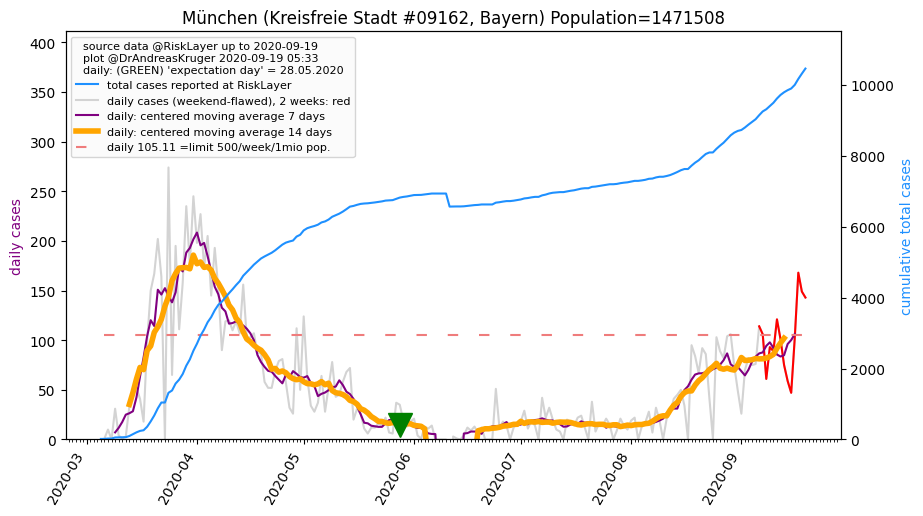 München (Kreisfreie Stadt #09162, Bayern) Population=1471508
source data @RiskLayer up to 2020-09-19
plot @DrAndreasKruger 2020-09-19 05:33
daily: (GREEN) 'expectation day' = 28.05.2020
total cases reported at RiskLayer
daily cases (weekend-flawed), 2 weeks: red
daily: centered moving average 7 days
daily: centered moving average 14 days
daily 105.11 =limit 500/week/1mio pop.
daily cases
400
350
300
250
200
150
100
50
0
cumulative total cases
10000
8000
6000
4000
2000
0
2020-03
2020-04
2020-05
2020-06
2020-07
2020-08
2020-09